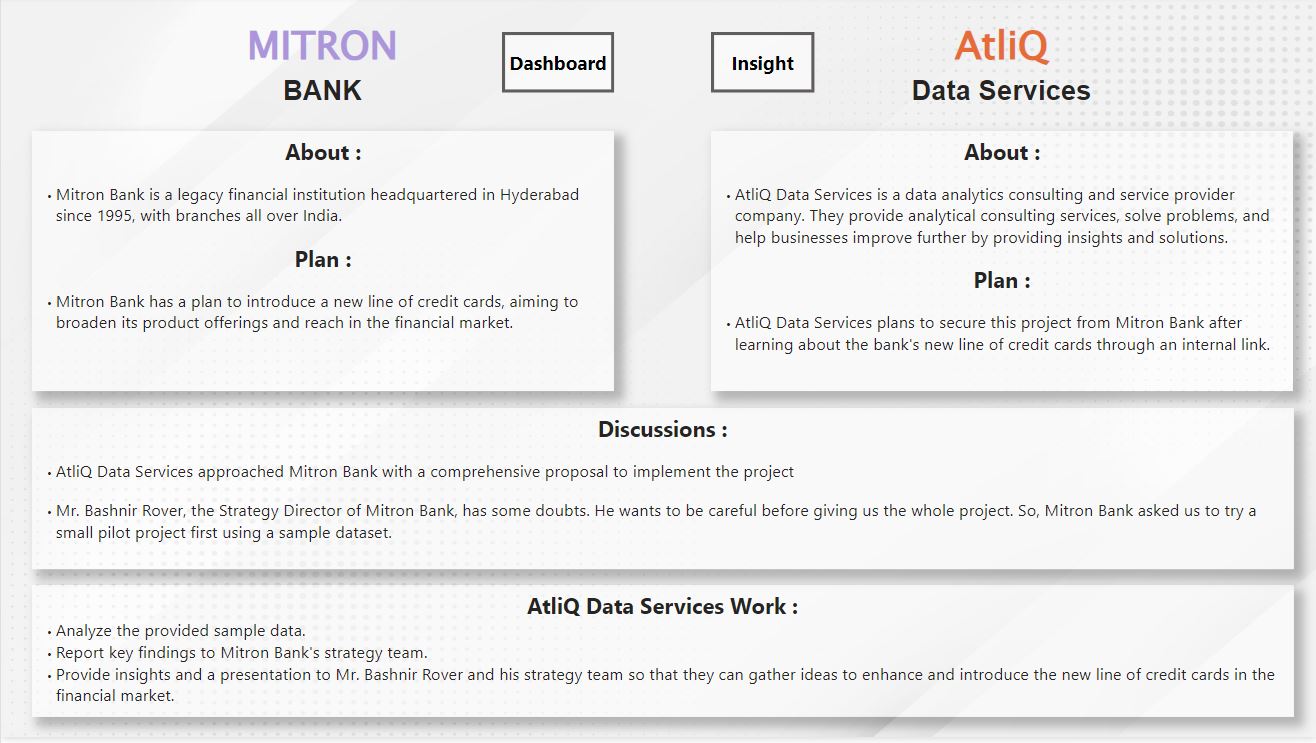 MITRON
BANK
Dashboard
Insight
AtliQ
Data Services
About :
• Mitron Bank is a legacy financial institution headquartered in Hyderabad
since 1995, with branches all over India.
Plan :
• Mitron Bank has a plan to introduce a new line of credit cards, aiming to
broaden its product offerings and reach in the financial market.
About :
• AtliQ Data Services is a data analytics consulting and service provider
company. They provide analytical consulting services, solve problems, and
help businesses improve further by providing insights and solutions.
Plan :
• AtliQ Data Services plans to secure this project from Mitron Bank after
learning about the bank's new line of credit cards through an internal link.
Discussions :
• AtliQ Data Services approached Mitron Bank with a comprehensive proposal to implement the project
• Mr. Bashnir Rover, the Strategy Director of Mitron Bank, has some doubts. He wants to be careful before giving us the whole project. So, Mitron Bank asked us to try a
small pilot project first using a sample dataset.
AtliQ Data Services Work :
• Analyze the provided sample data.
• Report key findings to Mitron Bank's strategy team.
• Provide insights and a presentation to Mr. Bashnir Rover and his strategy team so that they can gather ideas to enhance and introduce the new line of credit cards in the
financial market.